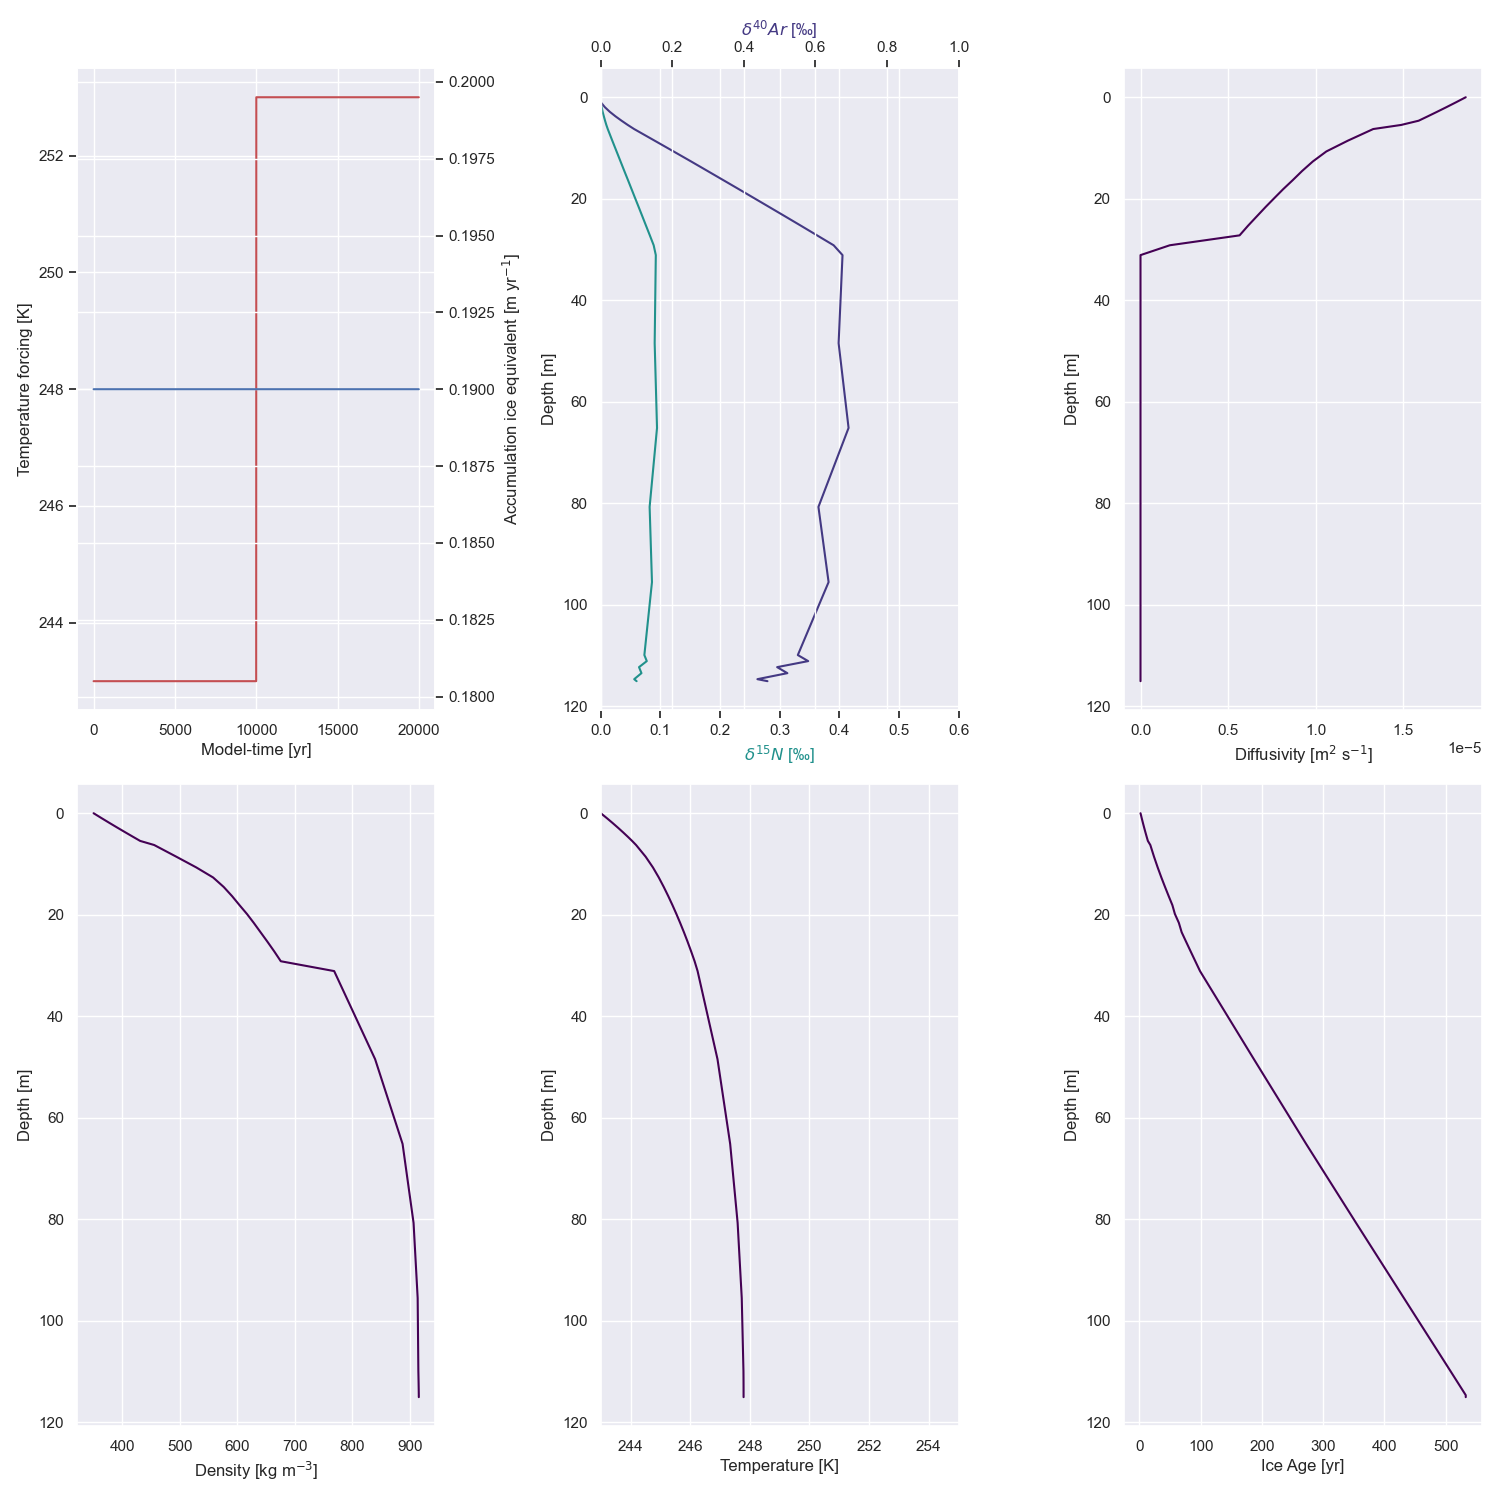 δ⁴⁰Ar [‰]
0.0 0.2 0.4 0.6 0.8 1.0
Temperature forcing [K]
252
250
248
246
244
0 5000 10000 15000 20000
Model-time [yr]
0.2000
0.1975
0.1950
0.1925
0.1900
0.1875
0.1850
0.1825
0.1800
Accumulation ice equivalent [m yr⁻¹]
Depth [m]
0
20
40
60
80
100
120
0.0 0.1 0.2 0.3 0.4 0.5 0.6
δ¹⁵N [‰]
Depth [m]
0
20
40
60
80
100
120
0.0 0.5 1.0 1.5
1e−5
Diffusivity [m² s⁻¹]
Depth [m]
0
20
40
60
80
100
120
400 500 600 700 800 900
Density [kg m⁻³]
Depth [m]
0
20
40
60
80
100
120
244 246 248 250 252 254
Temperature [K]
Depth [m]
0
20
40
60
80
100
120
0 100 200 300 400 500
Ice Age [yr]